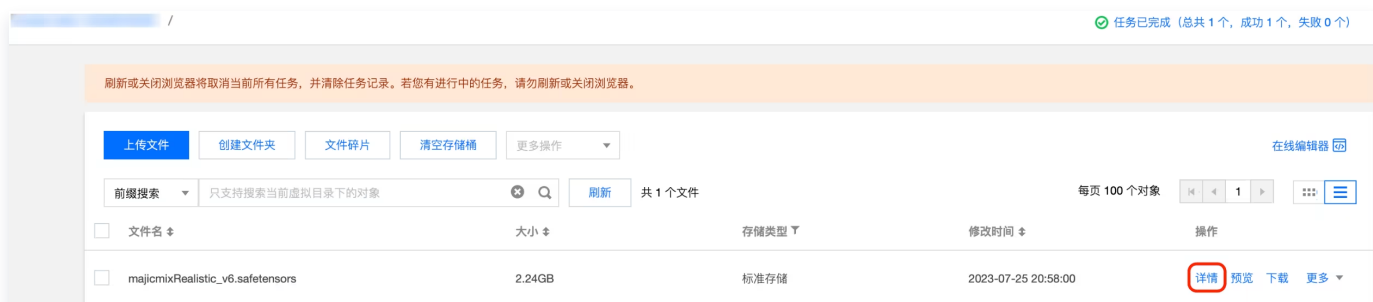 /
任务已完成（总共 1 个，成功 1 个，失败 0 个）
刷新或关闭浏览器将取消当前所有任务，并清除任务记录。若您有进行中的任务，请勿刷新或关闭浏览器。
上传文件 创建文件夹 文件碎片 清空存储桶 更多操作 在线编辑器
前缀搜索 只支持搜索当前虚拟目录下的对象 刷新 共 1 个文件 每页 100 个对象 1
文件名 大小 存储类型 修改时间 操作
majicmixRealistic_v6.safetensors 2.24GB 标准存储 2023-07-25 20:58:00 详情 预览 下载 更多